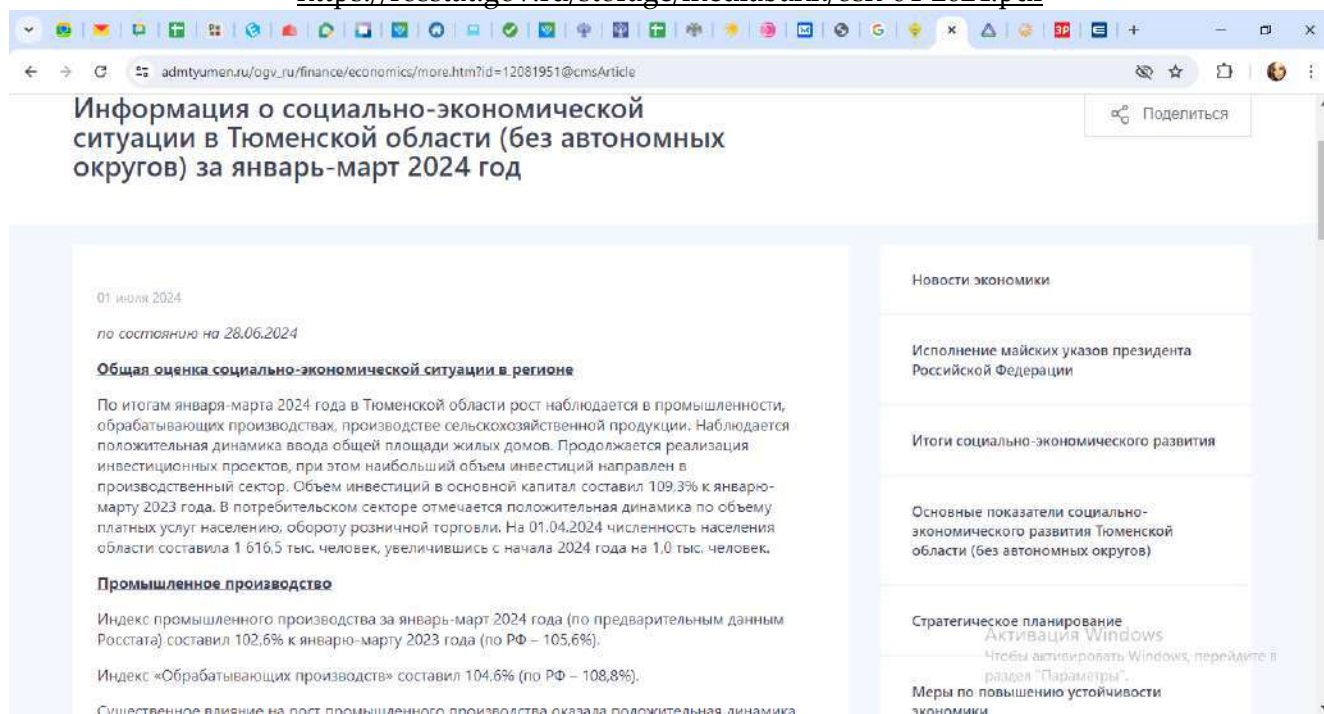 admtyumen.ru/ogv_ru/finance/economics/more.htm?id=12081951@cmsArticle
Информация о социально-экономической
ситуации в Тюменской области (без автономных
округов) за январь-март 2024 год
Поделиться
01 июля 2024
по состоянию на 28.06.2024
Общая оценка социально-экономической ситуации в регионе
По итогам января-марта 2024 года в Тюменской области рост наблюдается в промышленности,
обрабатывающих производствах, производстве сельскохозяйственной продукции. Наблюдается
положительная динамика ввода общей площади жилых домов. Продолжается реализация
инвестиционных проектов, при этом наибольший объем инвестиций направлен в
производственный сектор. Объем инвестиций в основной капитал составил 109,3% к январю-
марту 2023 года. В потребительском секторе отмечается положительная динамика по объему
платных услуг населению, обороту розничной торговли. На 01.04.2024 численность населения
области составила 1 616,5 тыс. человек, увеличившись с начала 2024 года на 1,0 тыс. человек.
Промышленное производство
Индекс промышленного производства за январь-март 2024 года (по предварительным данным
Росстата) составил 102,6% к январю-марту 2023 года (по РФ – 105,6%).
Индекс «Обрабатывающих производств» составил 104,6% (по РФ – 108,8%).
Существенное влияние на рост промышленного производства оказала положительная динамика
Новости экономики
Исполнение майских указов президента
Российской Федерации
Итоги социально-экономического развития
Основные показатели социально-
экономического развития Тюменской
области (без автономных округов)
Стратегическое планирование
Активация Windows
Чтобы активировать Windows, перейдите в
раздел "Параметры".
Меры по повышению устойчивости
экономики